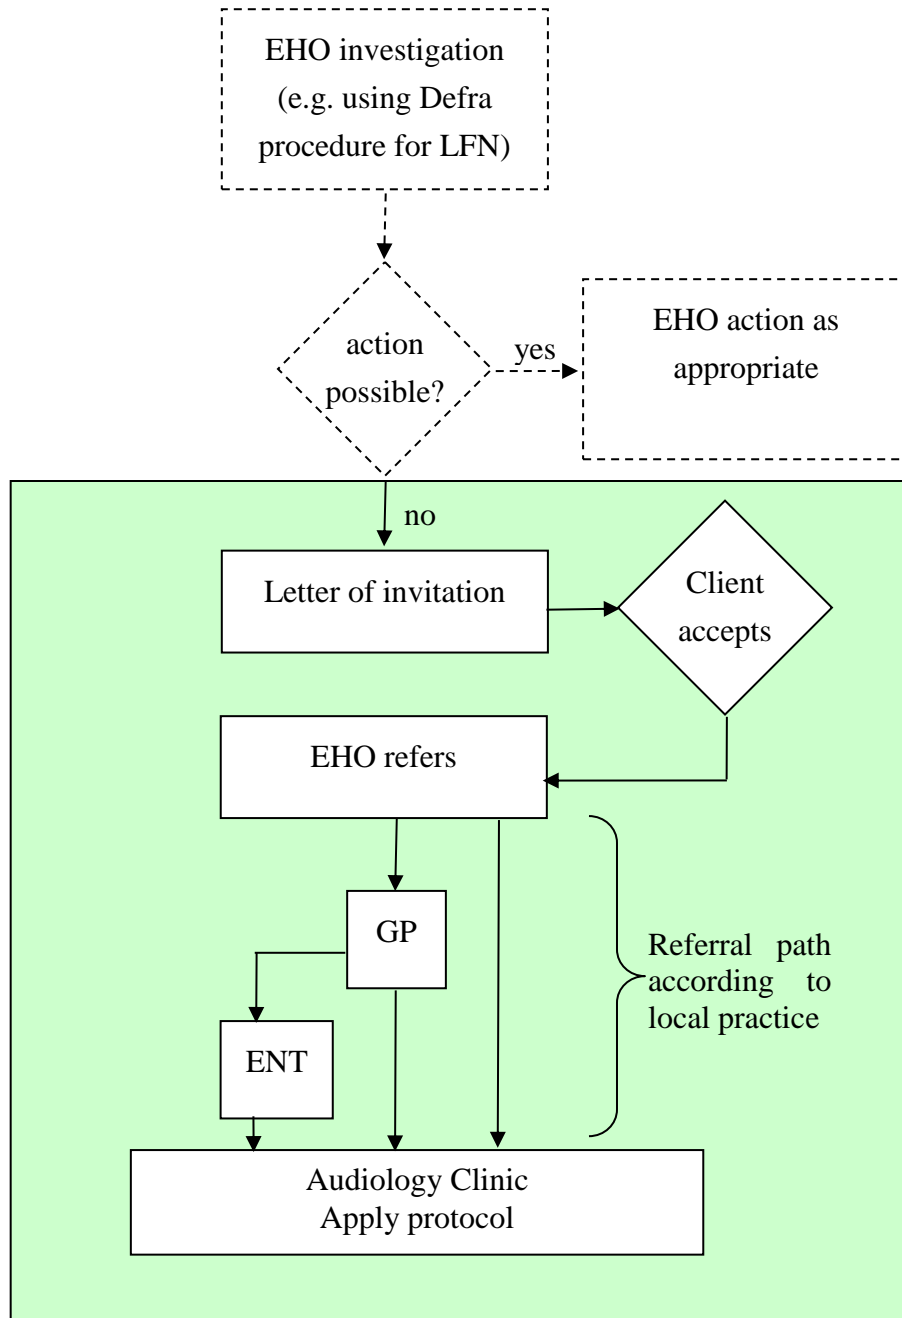 EHO investigation
(e.g. using Defra
procedure for LFN)
action
possible?
yes
EHO action as
appropriate
no
Letter of invitation
Client
accepts
EHO refers
GP
Referral path
according to
local practice
ENT
Audiology Clinic
Apply protocol